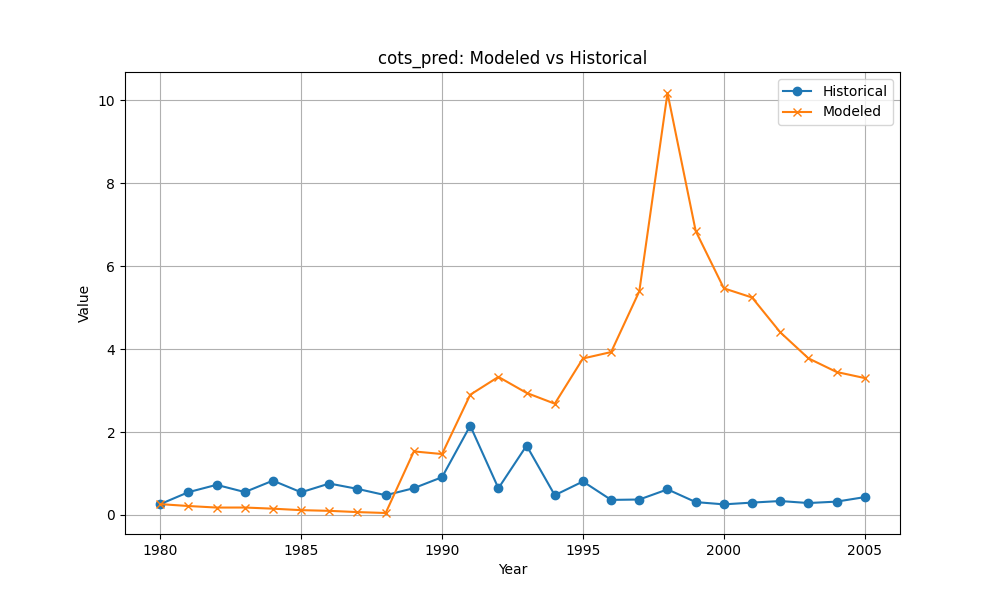 cots_pred: Modeled vs Historical
Historical
Modeled
Value
10
8
6
4
2
0
1980
1985
1990
1995
2000
2005
Year